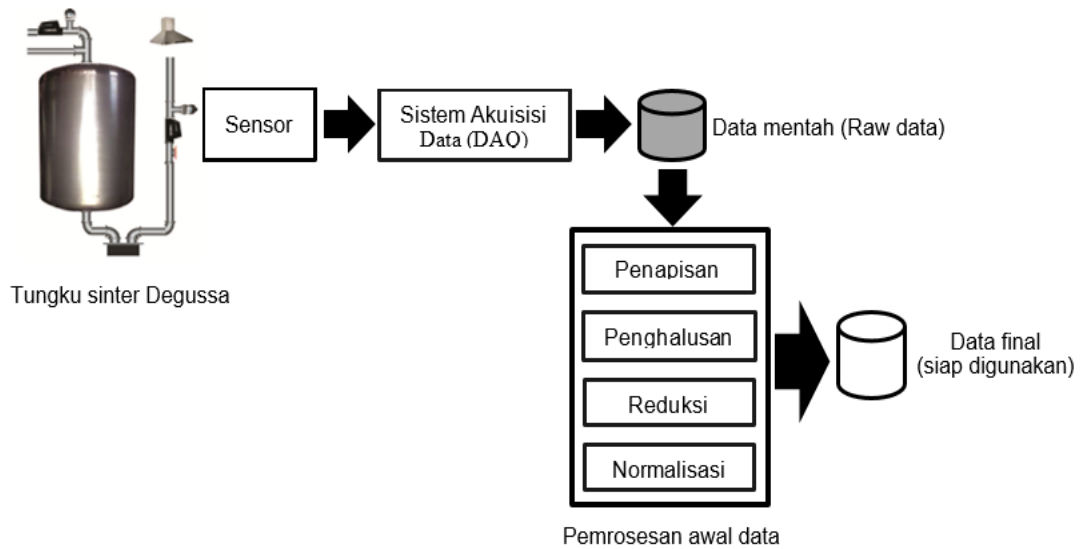 Sensor
Sistem Akuisisi
Data (DAQ)
Data mentah (Raw data)
Tungku sinter Degussa
Penapisan
Penghalusan
Reduksi
Normalisasi
Data final
(siap digunakan)
Pemrosesan awal data